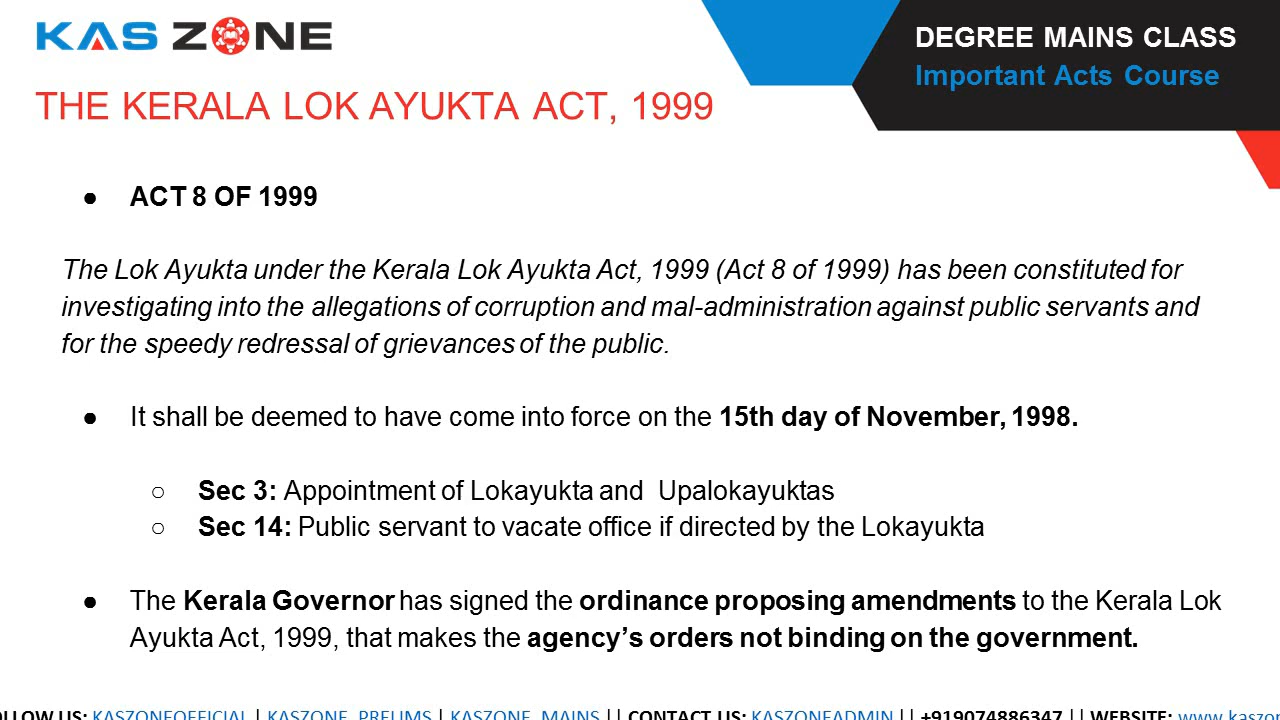 KAS ZONE
DEGREE MAINS CLASS
Important Acts Course
THE KERALA LOK AYUKTA ACT, 1999
● ACT 8 OF 1999
The Lok Ayukta under the Kerala Lok Ayukta Act, 1999 (Act 8 of 1999) has been constituted for
investigating into the allegations of corruption and mal-administration against public servants and
for the speedy redressal of grievances of the public.
● It shall be deemed to have come into force on the 15th day of November, 1998.
○ Sec 3: Appointment of Lokayukta and Upalokayuktas
○ Sec 14: Public servant to vacate office if directed by the Lokayukta
● The Kerala Governor has signed the ordinance proposing amendments to the Kerala Lok
Ayukta Act, 1999, that makes the agency’s orders not binding on the government.
US: KASZONEOFFICIAL | KASZONE_PRELIMS | KASZONE_MAINS || CONTACT US: KASZONEADMIN || +919074886347 || WEBSITE: